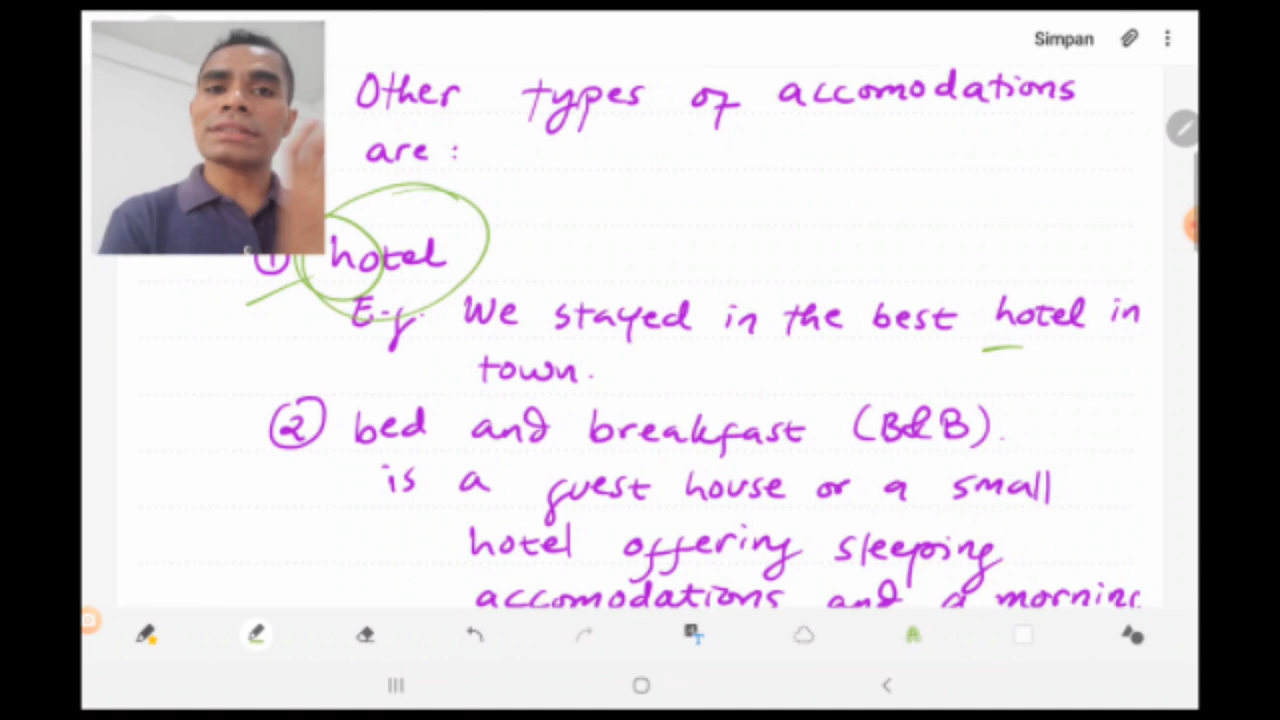 Simpan
Other types of accomodations
are :
① hotel
E.g. We stayed in the best hotel in
town.
② bed and breakfast (B&B).
is a guest house or a small
hotel offering sleeping
accomodations and a morning